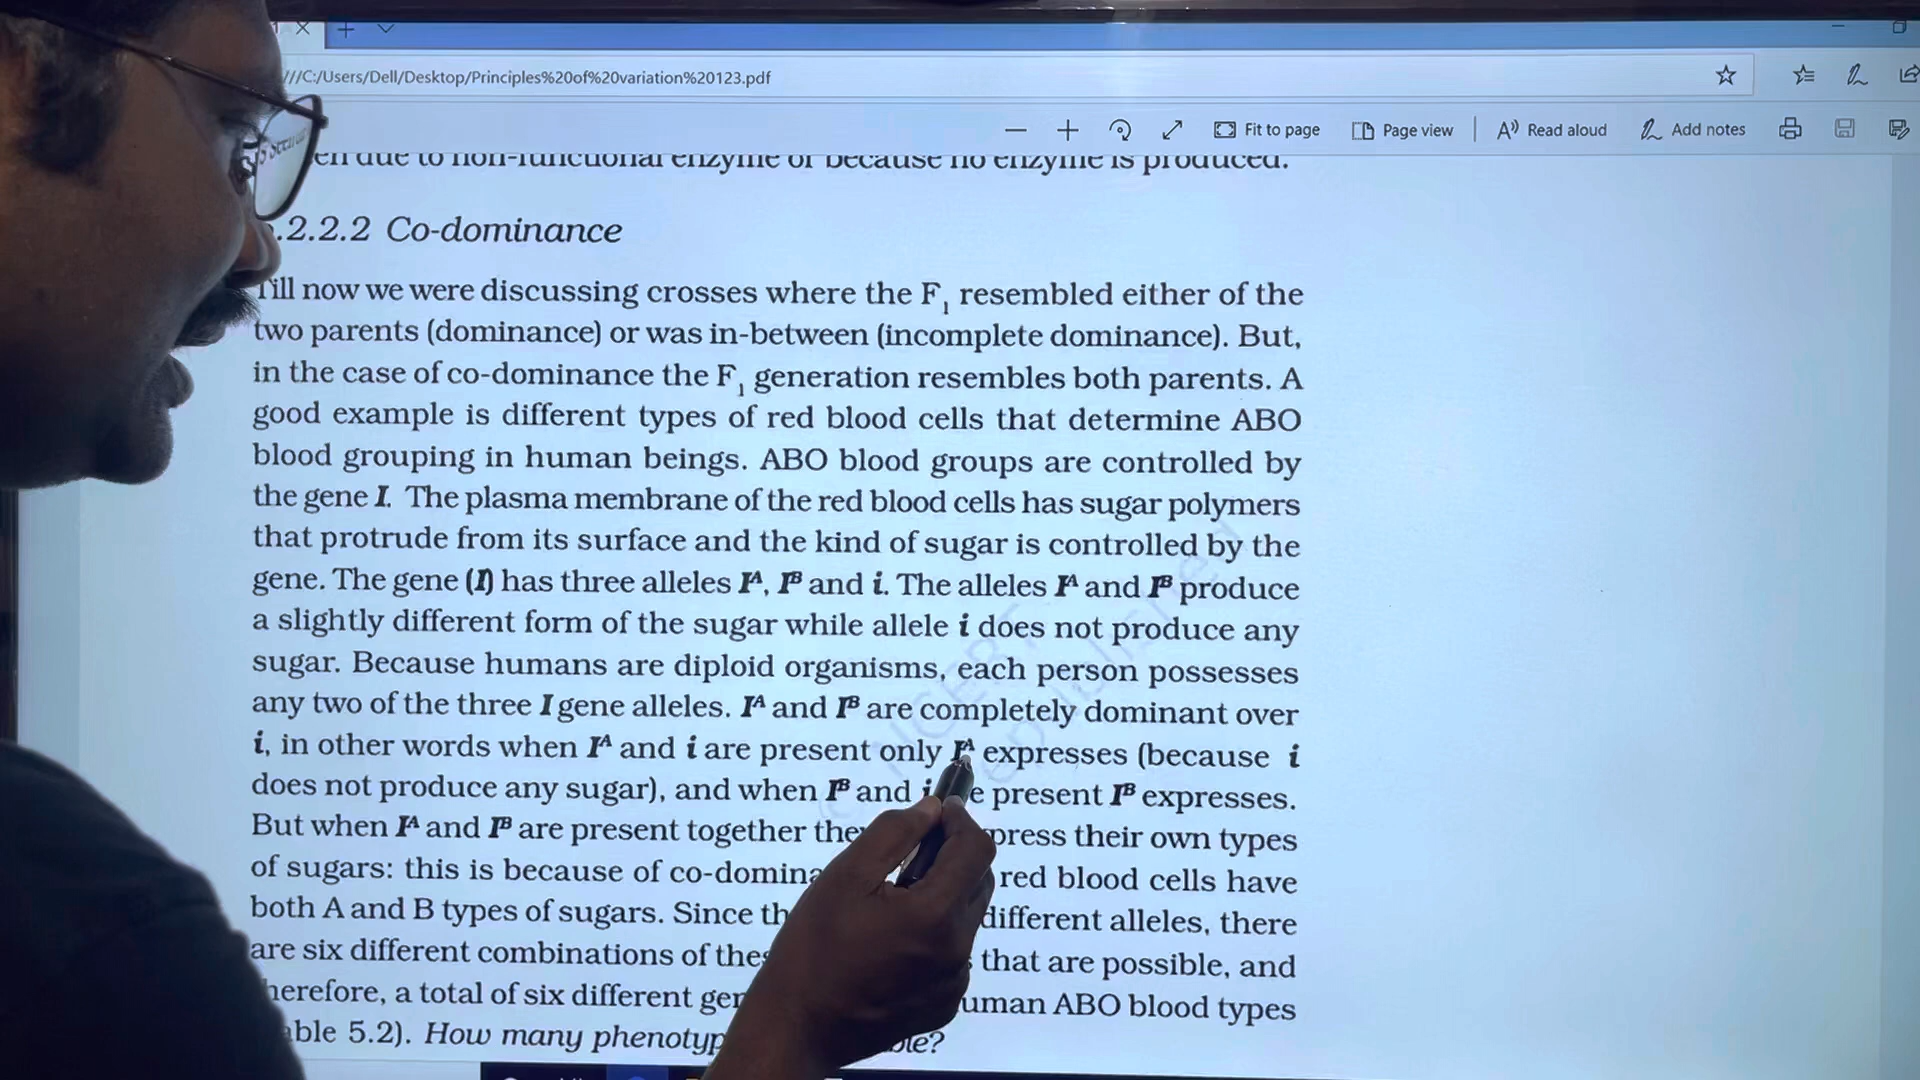 ///C:/Users/Dell/Desktop/Principles%20of%20variation%20123.pdf
Fit to page Page view Read aloud Add notes
due to non-functional enzyme or because no enzyme is produced.
.2.2.2 Co-dominance
Till now we were discussing crosses where the F1 resembled either of the
two parents (dominance) or was in-between (incomplete dominance). But,
in the case of co-dominance the F1 generation resembles both parents. A
good example is different types of red blood cells that determine ABO
blood grouping in human beings. ABO blood groups are controlled by
the gene I. The plasma membrane of the red blood cells has sugar polymers
that protrude from its surface and the kind of sugar is controlled by the
gene. The gene (I) has three alleles Iᴬ, Iᴮ and i. The alleles Iᴬ and Iᴮ produce
a slightly different form of the sugar while allele i does not produce any
sugar. Because humans are diploid organisms, each person possesses
any two of the three I gene alleles. Iᴬ and Iᴮ are completely dominant over
i, in other words when Iᴬ and i are present only Iᴬ expresses (because i
does not produce any sugar), and when Iᴮ and i present Iᴮ expresses.
But when Iᴬ and Iᴮ are present together their own types
of sugars: this is because of red blood cells have
both A and B types of sugars. Since different alleles, there
are six different combinations of that are possible, and
a total of six different ABO blood types
5.2). How many